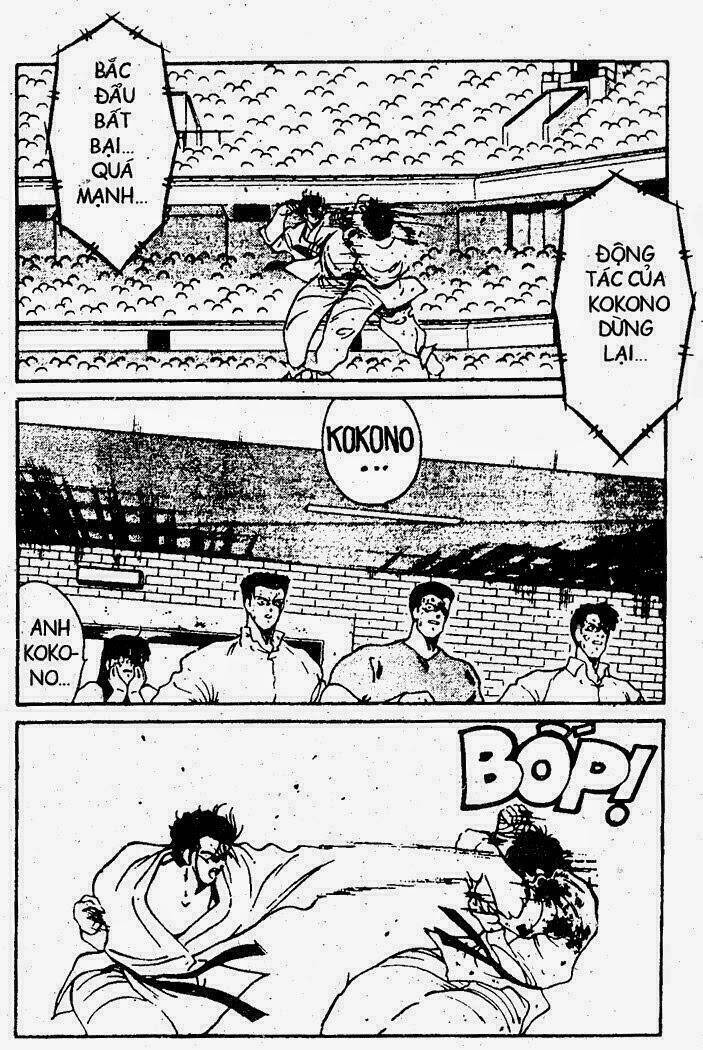 BẮC
ĐẨU
BẤT
BẠI...
QUÁ
MẠNH...
ĐỘNG
TÁC CỦA
KOKONO
DỪNG
LẠI...
KOKONO
...
ANH
KOKO-
NO...
BỐP!